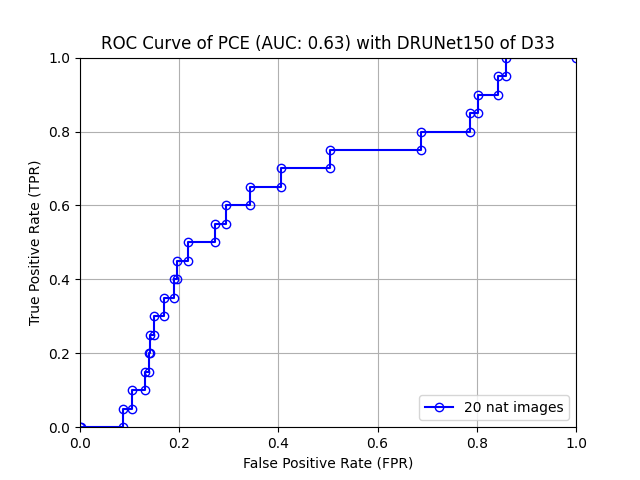 ROC Curve of PCE (AUC: 0.63) with DRUNet150 of D33
1.0
0.8
0.6
0.4
0.2
0.0
True Positive Rate (TPR)
20 nat images
0.0 0.2 0.4 0.6 0.8 1.0
False Positive Rate (FPR)